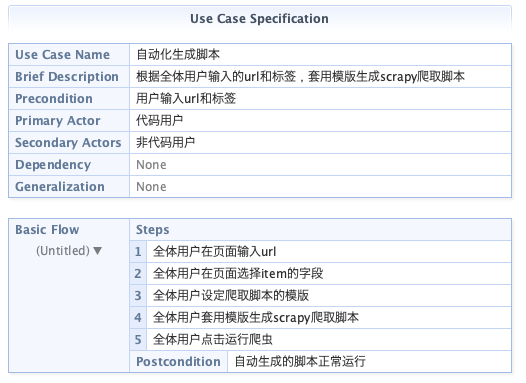 Use Case Specification
Use Case Name 自动化生成脚本
Brief Description 根据全体用户输入的url和标签，套用模版生成scrapy爬取脚本
Precondition 用户输入url和标签
Primary Actor 代码用户
Secondary Actors 非代码用户
Dependency None
Generalization None
Basic Flow Steps
(Untitled) ▼ 1 全体用户在页面输入url
2 全体用户在页面选择item的字段
3 全体用户设定爬取脚本的模版
4 全体用户套用模版生成scrapy爬取脚本
5 全体用户点击运行爬虫
Postcondition 自动生成的脚本正常运行